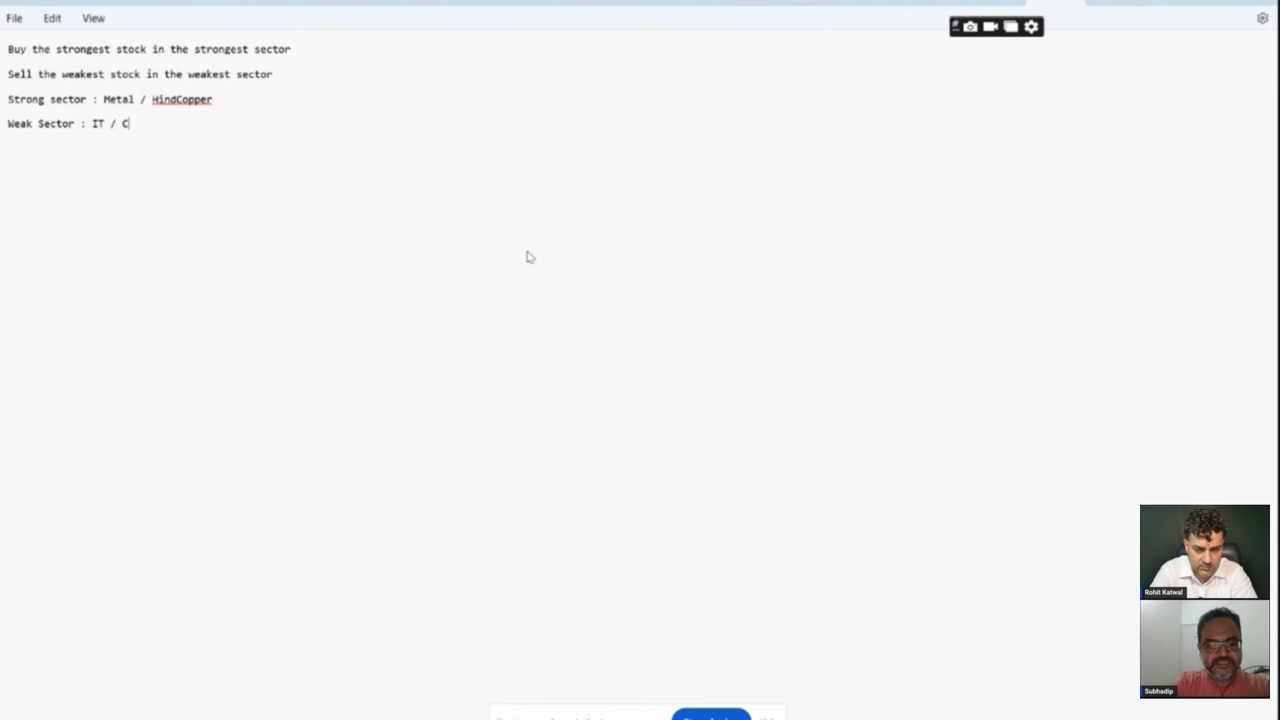 File Edit View
Buy the strongest stock in the strongest sector
Sell the weakest stock in the weakest sector
Strong sector : Metal / HindCopper
Weak Sector : IT / C
Rohit Katwal
Subhadip